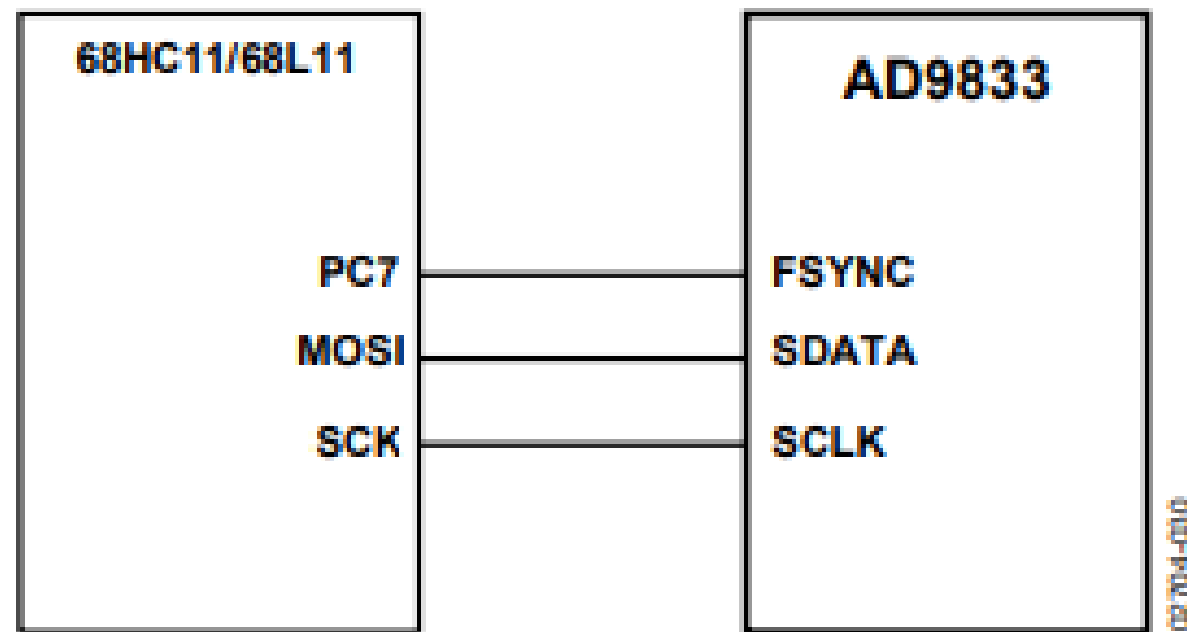 68HC11/68L11
AD9833
PC7
FSYNC
MOSI
SDATA
SCK
SCLK